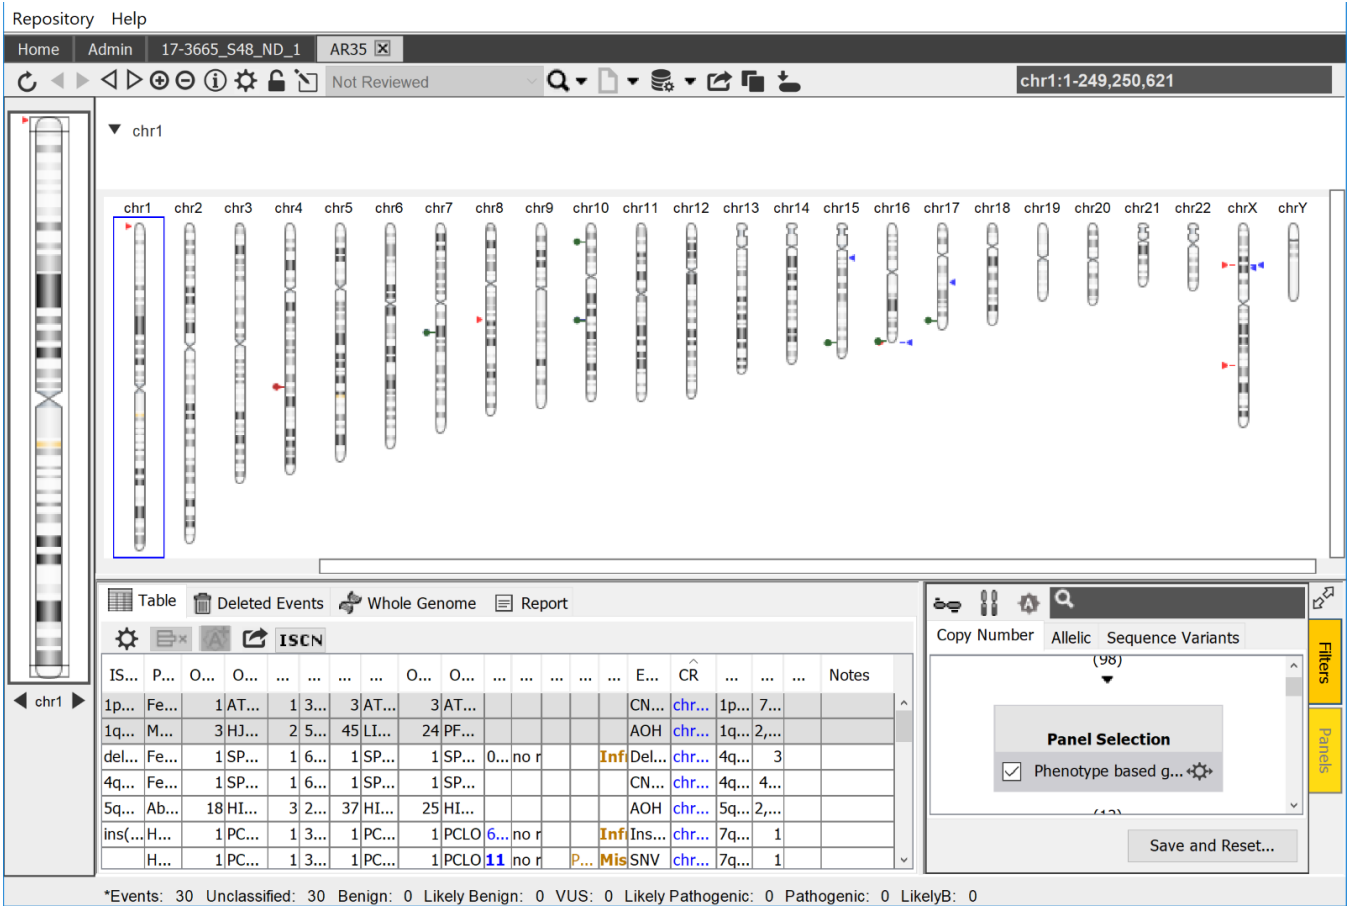 Repository Help
Home Admin 17-3665_S48_ND_1 AR35
Not Reviewed chr1:1-249,250,621
chr1
chr1 chr2 chr3 chr4 chr5 chr6 chr7 chr8 chr9 chr10 chr11 chr12 chr13 chr14 chr15 chr16 chr17 chr18 chr19 chr20 chr21 chr22 chrX chrY
chr1
Table Deleted Events Whole Genome Report
ISCN
IS... P... O... O... ... ... ... ... O... O... ... ... ... ... ... E... CR ... ... ... Notes
1p... Fe... 1 AT... 1 3... 3 AT... 3 AT... CN... chr... 1p... 7...
1q... M... 3 HJ... 2 5... 45 LI... 24 PF... AOH chr... 1q... 2,...
del... Fe... 1 SP... 1 6... 1 SP... 1 SP... 0... no r Infr Del... chr... 4q... 3
4q... Fe... 1 SP... 1 6... 1 SP... 1 SP... CN... chr... 4q... 4...
5q... Ab... 18 HI... 3 2... 37 HI... 25 HI... AOH chr... 5q... 2,...
ins(... H... 1 PC... 1 3... 1 PC... 1 PCLO 6... no r Infr Ins... chr... 7q... 1
H... 1 PC... 1 3... 1 PC... 1 PCLO 11 no r P... Mis SNV chr... 7q... 1
Copy Number Allelic Sequence Variants
(98)
Panel Selection
Phenotype based g...
Save and Reset...
Filters
Panels
*Events: 30 Unclassified: 30 Benign: 0 Likely Benign: 0 VUS: 0 Likely Pathogenic: 0 Pathogenic: 0 LikelyB: 0